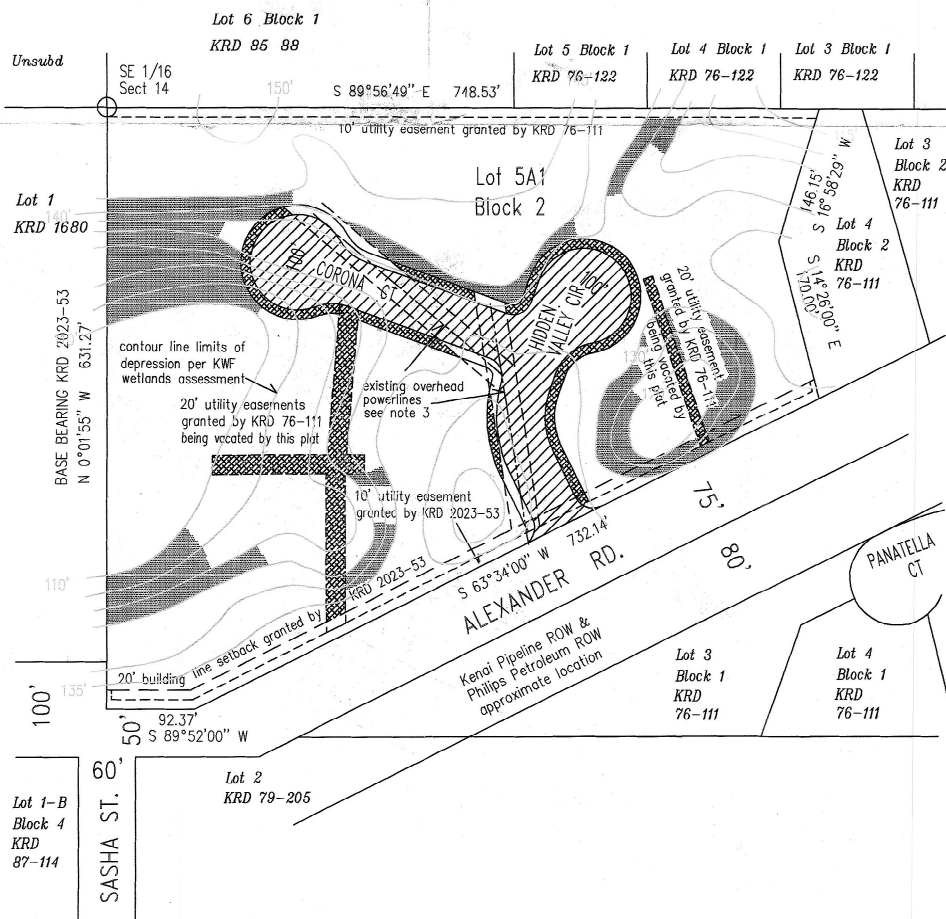 Lot 6 Block 1
KRD 85 88
Unsubd
SE 1/16
Sect 14
150'
S 89°56'49" E 748.53'
Lot 5 Block 1
KRD 76-122
Lot 4 Block 1
KRD 76-122
Lot 3 Block 1
KRD 76-122
10' utility easement granted by KRD 76-111
Lot 5A1
Block 2
146.15'
S 16°58'29" W
Lot 3
Block 2
KRD
76-111
Lot 1
KRD 1680
140'
Lot 4
Block 2
KRD
76-111
S 14°26'00" E
170.00'
100'
CORONA CT
HIDDEN
VALLEY CIR
100'
20' utility easement
granted by KRD 76-111
being vacated by
this plat
130'
BASE BEARING KRD 2023-53
N 0°01'55" W 631.27'
contour line limits of
depression per KWF
wetlands assessment
existing overhead
powerlines
see note 3
20' utility easements
granted by KRD 76-111
being vacated by this plat
10' utility easement
granted by KRD 2023-53
110'
S 63°34'00" W 732.14'
ALEXANDER RD.
75'
80'
PANATELLA
CT
20' building line setback granted by KRD 2023-53
135'
Kenai Pipeline ROW &
Philips Petroleum ROW
approximate location
Lot 3
Block 1
KRD
76-111
Lot 4
Block 1
KRD
76-111
100'
50'
92.37'
S 89°52'00" W
60'
SASHA ST.
Lot 2
KRD 79-205
Lot 1-B
Block 4
KRD
87-114